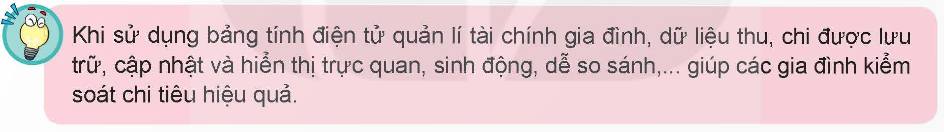 Khi sử dụng bảng tính điện tử quản lí tài chính gia đình, dữ liệu thu, chi được lưu
trữ, cập nhật và hiển thị trực quan, sinh động, dễ so sánh,... giúp các gia đình kiểm
soát chi tiêu hiệu quả.